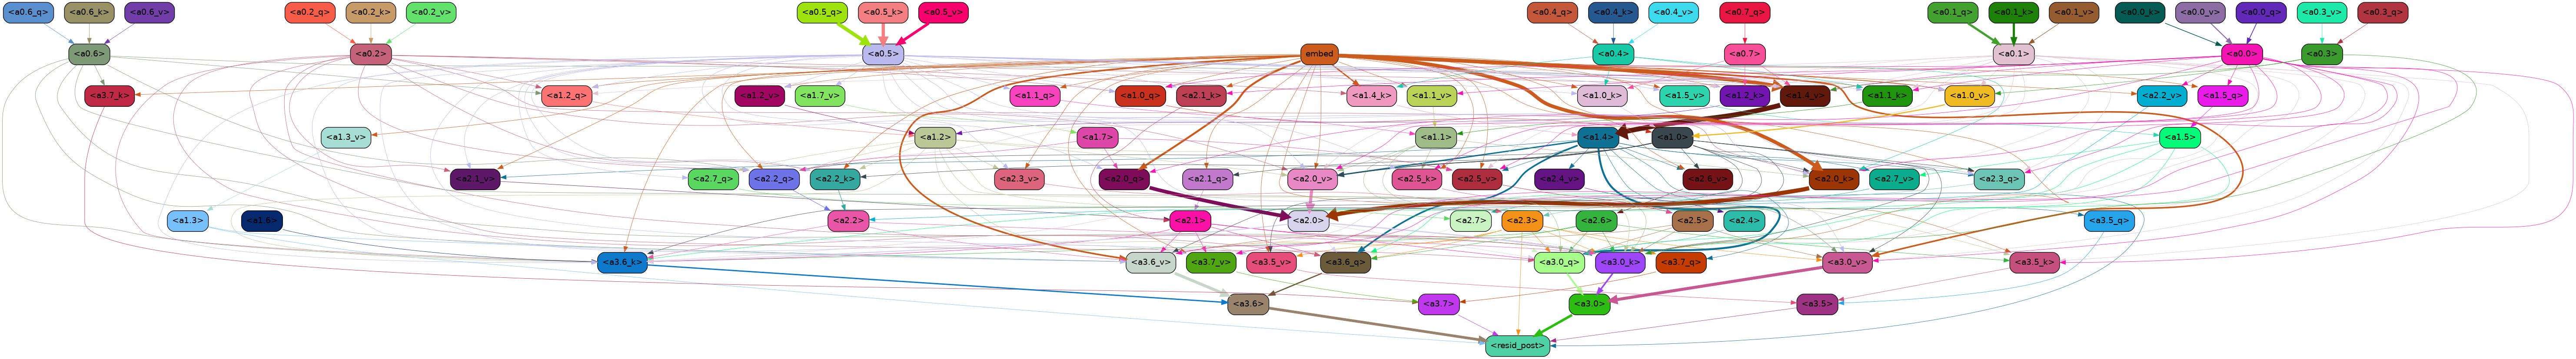 <a0.6_q> <a0.6_k> <a0.6_v> <a0.2_q> <a0.2_k> <a0.2_v> <a0.5_q> <a0.5_k> <a0.5_v> <a0.4_q> <a0.4_k> <a0.4_v> <a0.7_q> <a0.1_q> <a0.1_k> <a0.1_v> <a0.0_k> <a0.0_v> <a0.0_q> <a0.3_v> <a0.3_q>
<a0.6> <a0.2> <a0.5> embed <a0.4> <a0.7> <a0.1> <a0.0> <a0.3>
<a3.7_k> <a1.2_q> <a1.2_v> <a1.7_v> <a1.1_q> <a1.0_q> <a2.1_k> <a1.4_k> <a1.1_v> <a1.0_k> <a1.5_v> <a1.2_k> <a1.4_v> <a1.1_k> <a1.0_v> <a2.2_v> <a1.5_q>
<a1.3_v> <a1.2> <a1.7> <a1.1> <a1.4> <a1.0> <a1.5>
<a2.1_v> <a2.7_q> <a2.2_q> <a2.2_k> <a2.3_v> <a2.0_q> <a2.1_q> <a2.0_v> <a2.5_k> <a2.5_v> <a2.4_v> <a2.6_v> <a2.0_k> <a2.7_v> <a2.3_q>
<a1.3> <a1.6> <a2.2> <a2.1> <a2.0> <a2.7> <a2.3> <a2.6> <a2.5> <a2.4> <a3.5_q>
<a3.6_k> <a3.6_v> <a3.7_v> <a3.5_v> <a3.6_q> <a3.0_q> <a3.0_k> <a3.7_q> <a3.0_v> <a3.5_k>
<a3.6> <a3.7> <a3.0> <a3.5>
<resid_post>